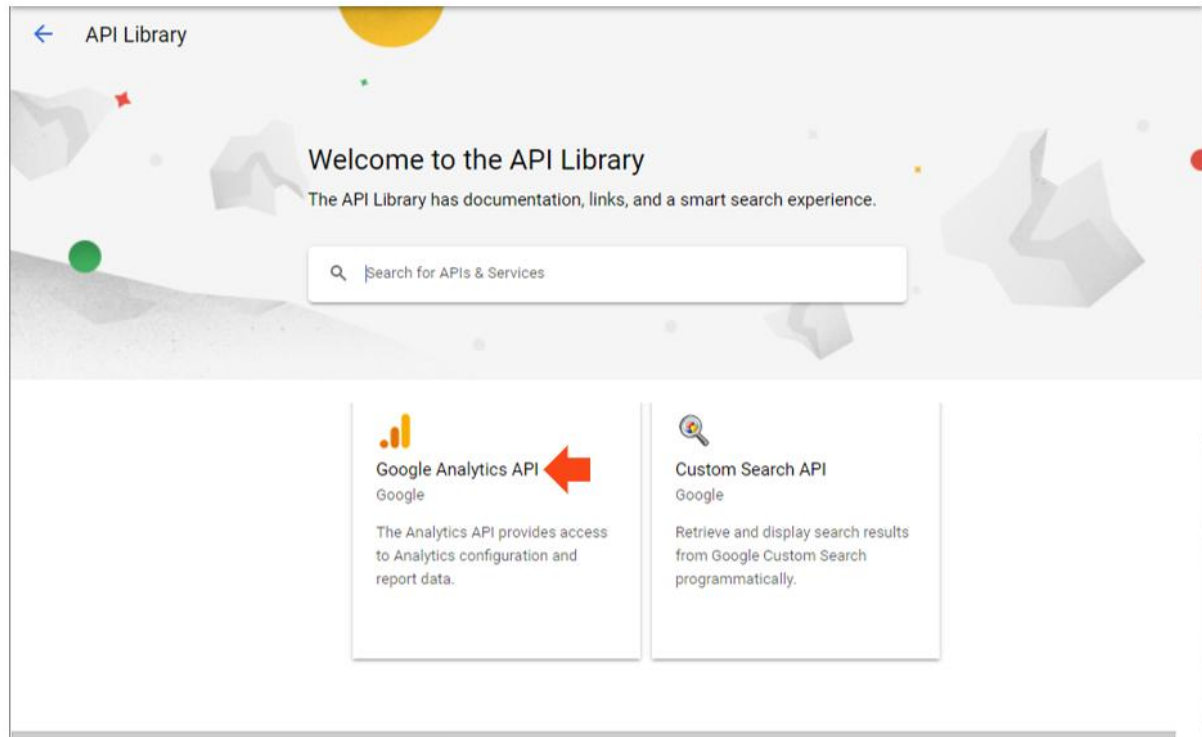 API Library
Welcome to the API Library
The API Library has documentation, links, and a smart search experience.
Search for APIs & Services
Google Analytics API
Google
The Analytics API provides access
to Analytics configuration and
report data.
Custom Search API
Google
Retrieve and display search results
from Google Custom Search
programmatically.